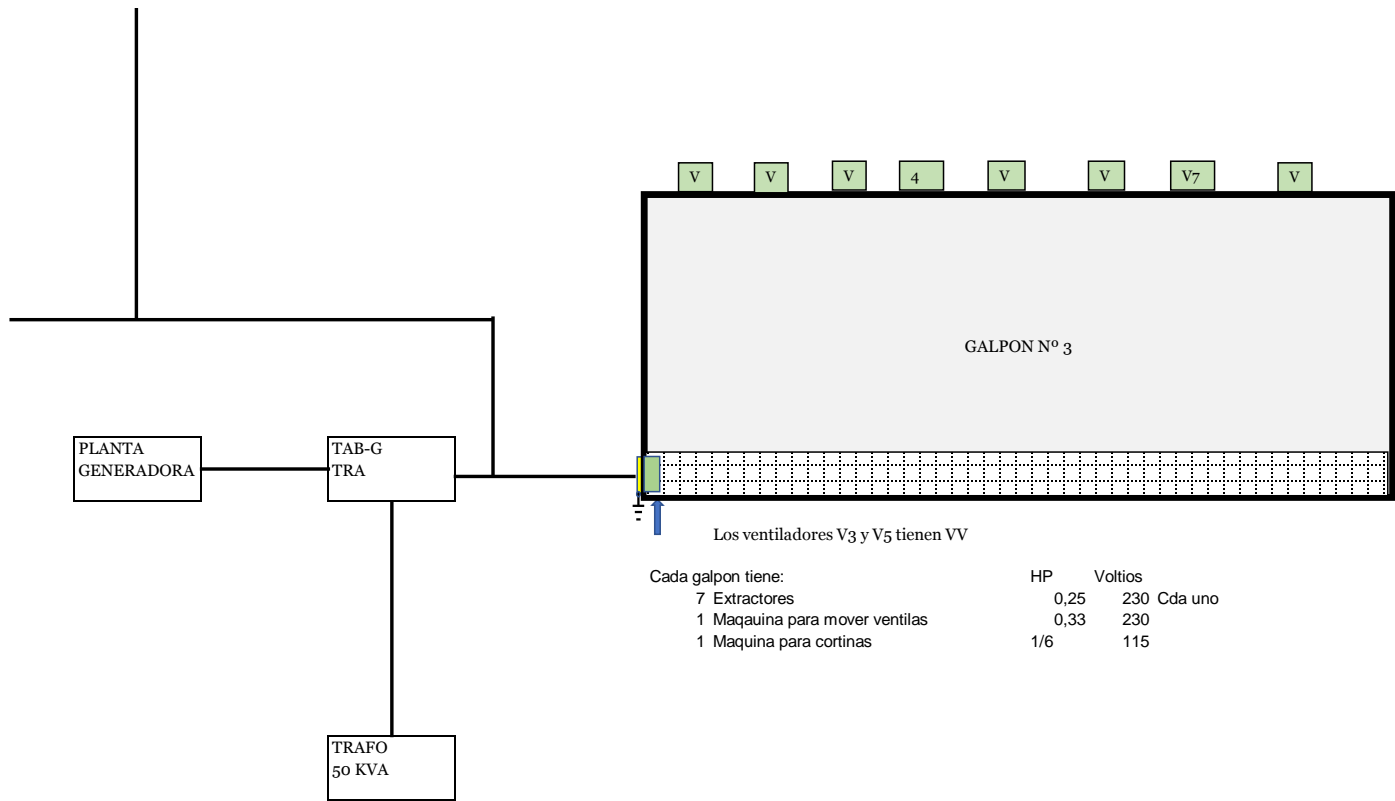 V V V 4 V V V7 V
GALPON Nº 3
PLANTA
GENERADORA
TAB-G
TRA
Los ventiladores V3 y V5 tienen VV
Cada galpon tiene: HP Voltios
7 Extractores 0,25 230 Cda uno
1 Maqauina para mover ventilas 0,33 230
1 Maquina para cortinas 1/6 115
TRAFO
50 KVA